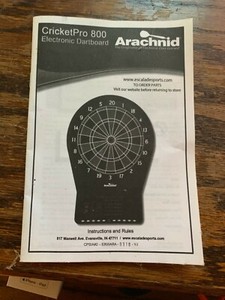 CricketPro 800
Electronic Dartboard
Arachnid
www.escaladesports.com
TO ORDER PARTS
Visit our website before returning to store
5 20 1
12 18
9 4
14 13
11 6
8 10
16 15
7 2
19 3 17
Arachnid
Instructions and Rules
817 Maxwell Ave, Evansville, IN 47711 / www.escaladesports.com